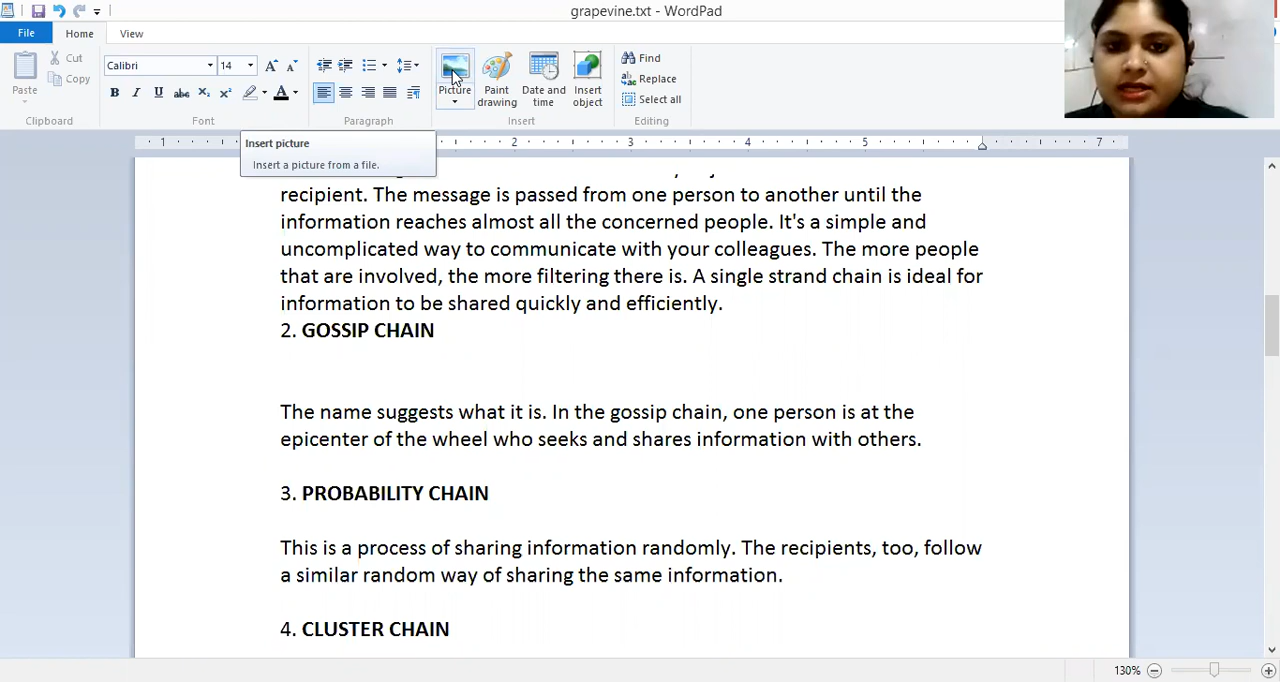 grapevine.txt - WordPad
File Home View
Cut
Copy
Paste
Clipboard
Calibri 14
Font
Paragraph
Picture
Paint drawing
Date and time
Insert object
Insert
Find
Replace
Select all
Editing
Insert picture
Insert a picture from a file.
1 2 3 4 5 7
recipient. The message is passed from one person to another until the
information reaches almost all the concerned people. It's a simple and
uncomplicated way to communicate with your colleagues. The more people
that are involved, the more filtering there is. A single strand chain is ideal for
information to be shared quickly and efficiently.
2. GOSSIP CHAIN
The name suggests what it is. In the gossip chain, one person is at the
epicenter of the wheel who seeks and shares information with others.
3. PROBABILITY CHAIN
This is a process of sharing information randomly. The recipients, too, follow
a similar random way of sharing the same information.
4. CLUSTER CHAIN
130%